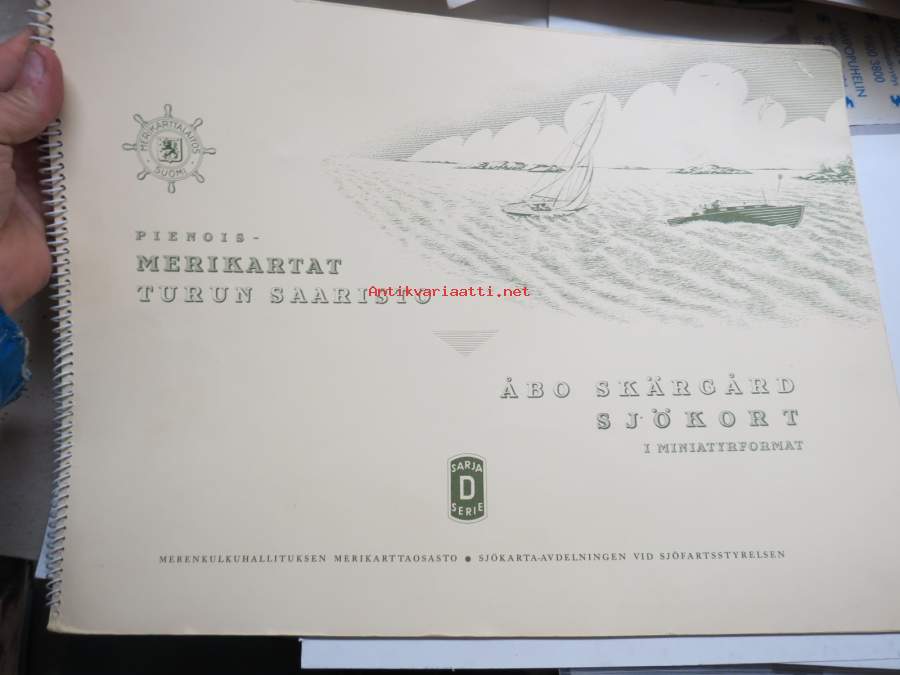 MERIKARTTALAITOS
SUOMI
PIENOIS-
MERIKARTAT
TURUN SAARISTO
Antikvariaatti.net
ÅBO SKÄRGÅRD
SJÖKORT
I MINIATYRFORMAT
SARJA
D
SERIE
MERENKULKUHALLITUKSEN MERIKARTTAOSASTO ● SJÖKARTA-AVDELNINGEN VID SJÖFARTSSTYRELSEN